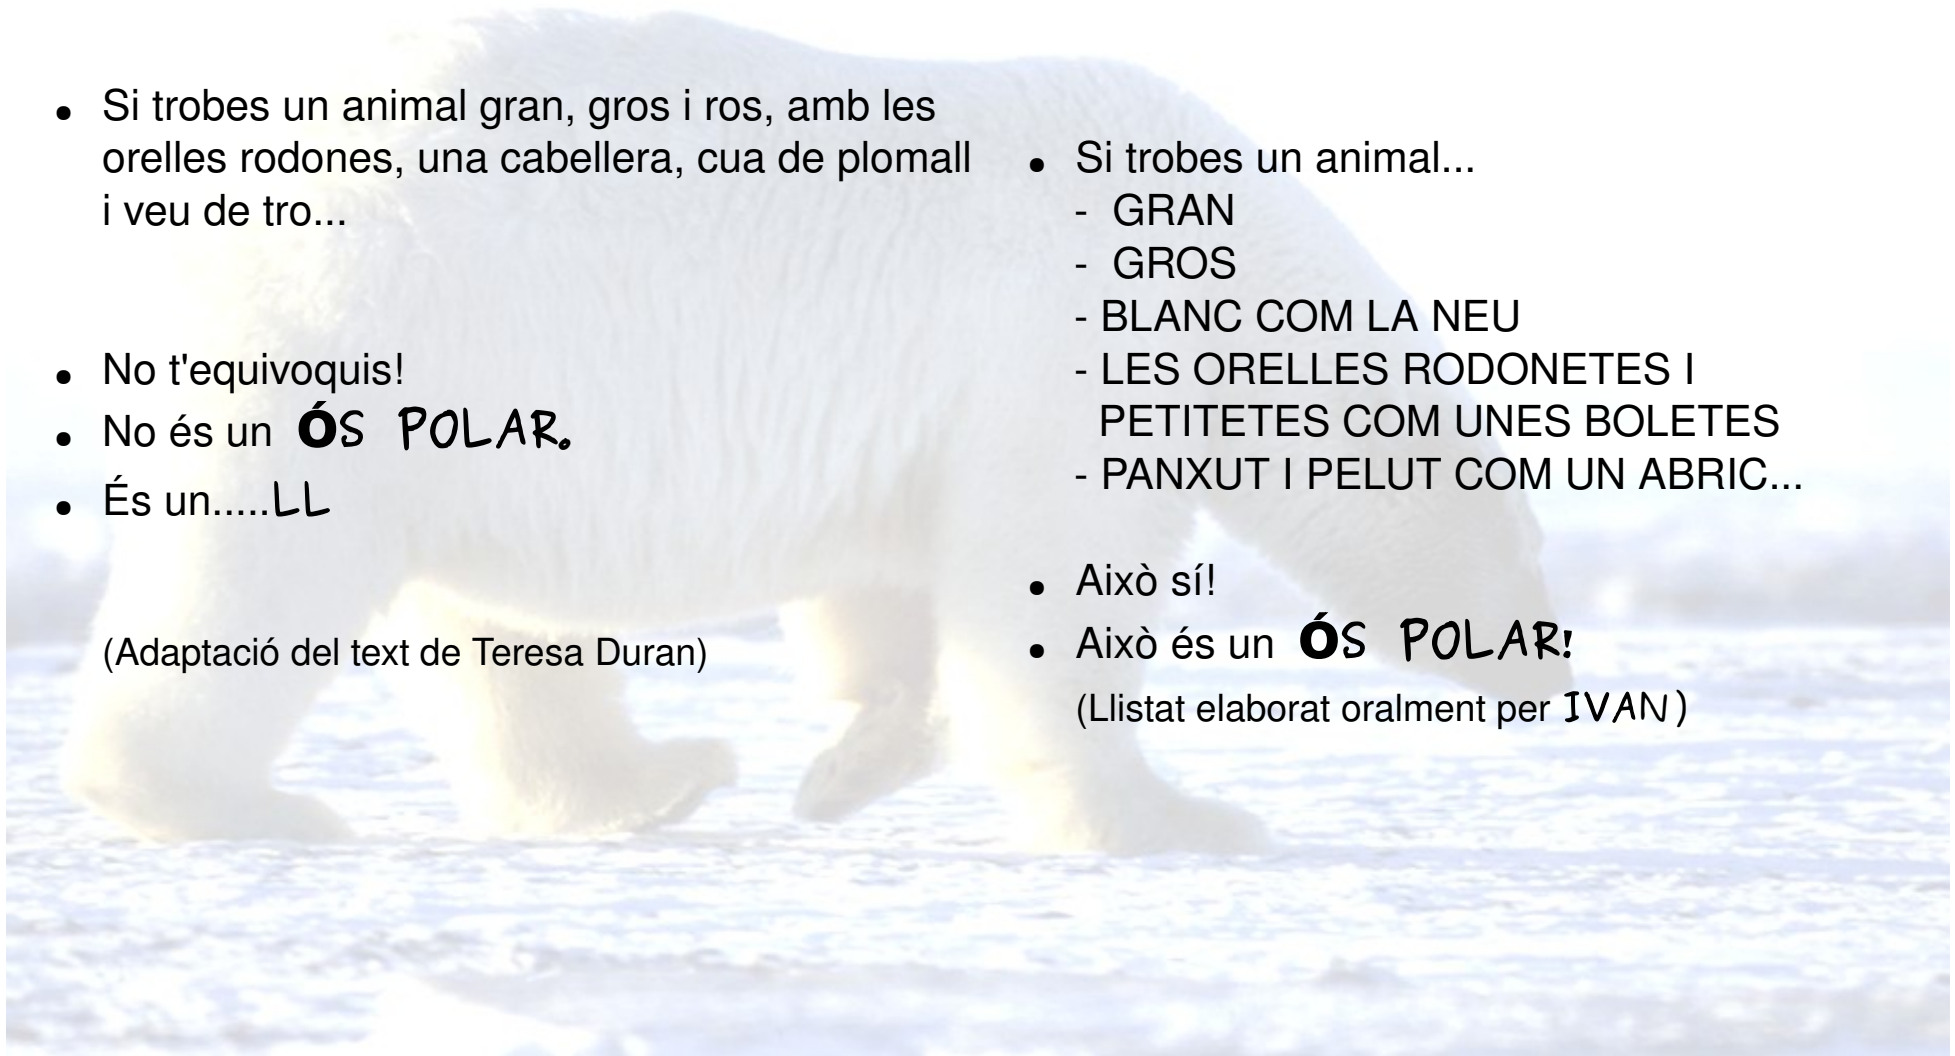 • Si trobes un animal gran, gros i ros, amb les
orelles rodones, una cabellera, cua de plomall
i veu de tro...
• No t'equivoquis!
• No és un ÓS POLAR.
• És un.....LL
(Adaptació del text de Teresa Duran)
• Si trobes un animal...
- GRAN
- GROS
- BLANC COM LA NEU
- LES ORELLES RODONETES I
PETITETES COM UNES BOLETES
- PANXUT I PELUT COM UN ABRIC...
• Això sí!
• Això és un ÓS POLAR!
(Llistat elaborat oralment per IVAN)